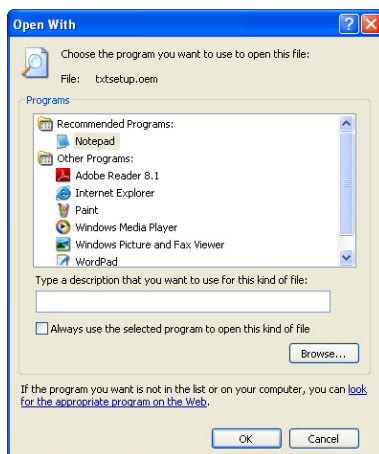 Open With
Choose the program you want to use to open this file:
File: txtsetup.oem
Programs
Recommended Programs:
Notepad
Other Programs:
Adobe Reader 8.1
Internet Explorer
Paint
Windows Media Player
Windows Picture and Fax Viewer
WordPad
Type a description that you want to use for this kind of file:
Always use the selected program to open this kind of file
Browse...
If the program you want is not in the list or on your computer, you can look
for the appropriate program on the Web.
OK Cancel